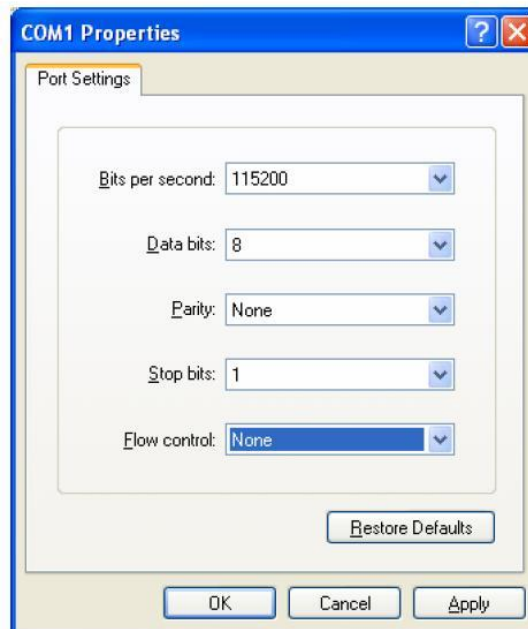 COM1 Properties
Port Settings
Bits per second: 115200
Data bits: 8
Parity: None
Stop bits: 1
Flow control: None
Restore Defaults
OK Cancel Apply